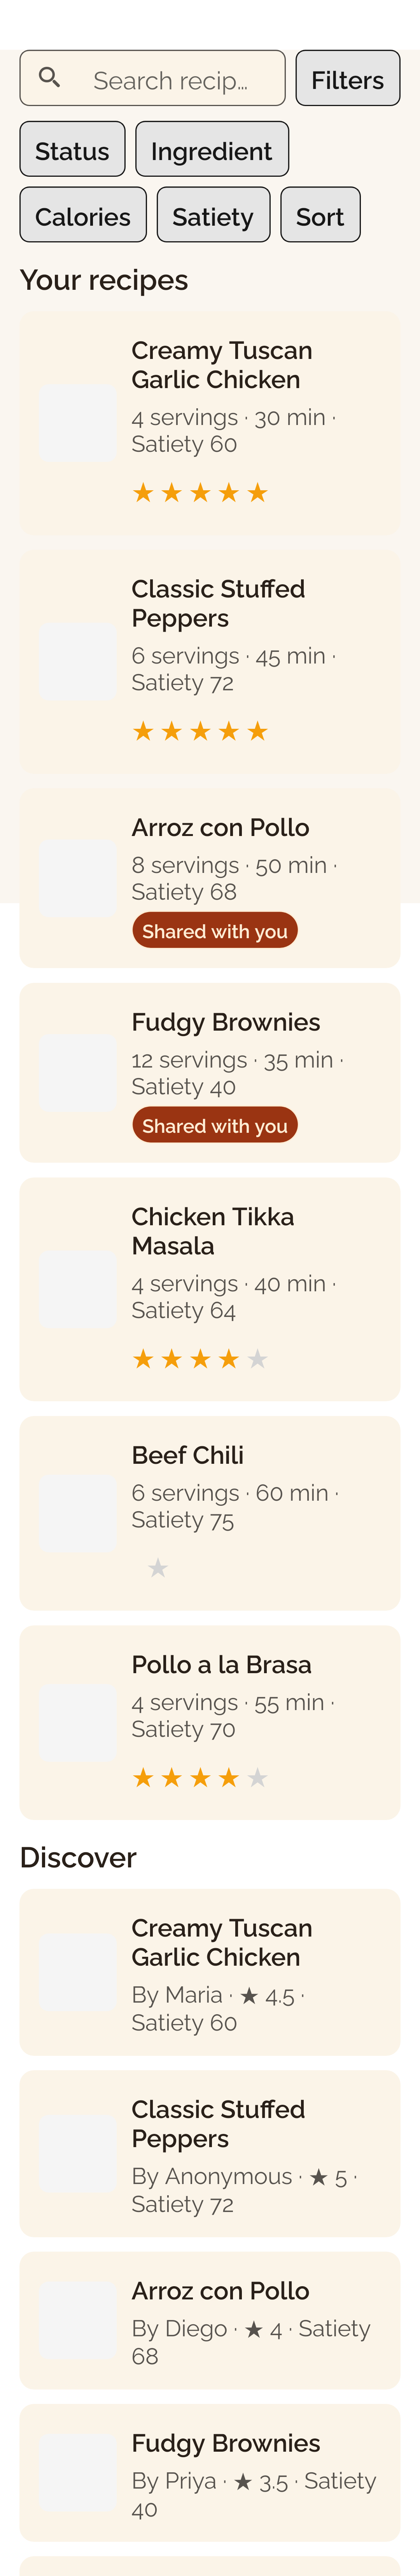 Search recip…
Filters
Status
Ingredient
Calories
Satiety
Sort
Your recipes
Creamy Tuscan
Garlic Chicken
4 servings · 30 min ·
Satiety 60
★ ★ ★ ★ ★
Classic Stuffed
Peppers
6 servings · 45 min ·
Satiety 72
★ ★ ★ ★ ★
Arroz con Pollo
8 servings · 50 min ·
Satiety 68
Shared with you
Fudgy Brownies
12 servings · 35 min ·
Satiety 40
Shared with you
Chicken Tikka
Masala
4 servings · 40 min ·
Satiety 64
★ ★ ★ ★ ★
Beef Chili
6 servings · 60 min ·
Satiety 75
★
Pollo a la Brasa
4 servings · 55 min ·
Satiety 70
★ ★ ★ ★ ★
Discover
Creamy Tuscan
Garlic Chicken
By Maria · ★ 4.5 ·
Satiety 60
Classic Stuffed
Peppers
By Anonymous · ★ 5 ·
Satiety 72
Arroz con Pollo
By Diego · ★ 4 · Satiety
68
Fudgy Brownies
By Priya · ★ 3.5 · Satiety
40